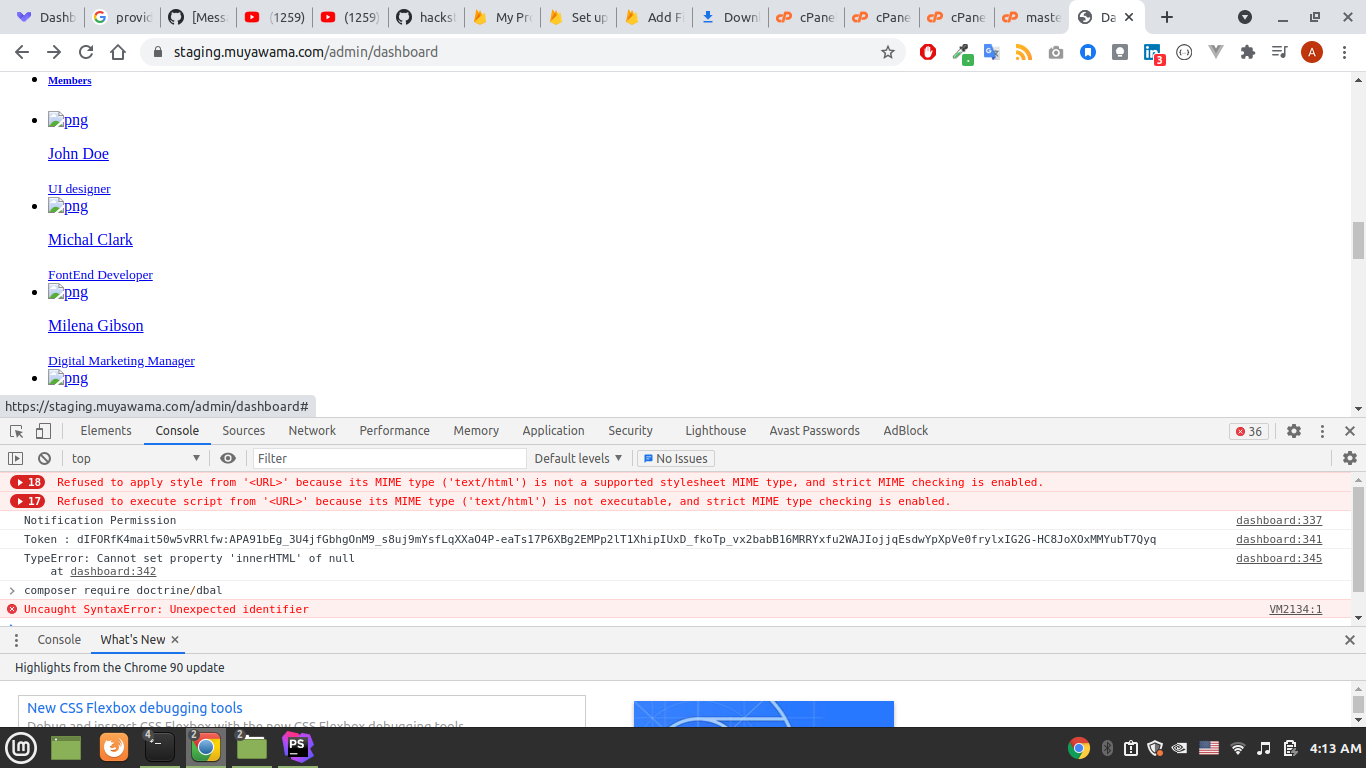 Dashb
provid
[Mess
(1259)
(1259)
hacksl
My Pro
Set up
Add Fi
Downl
cPane
cPane
cPane
maste
Da
staging.muyawama.com/admin/dashboard
3
A
Members
png
John Doe
UI designer
png
Michal Clark
FontEnd Developer
png
Milena Gibson
Digital Marketing Manager
png
https://staging.muyawama.com/admin/dashboard#
Elements Console Sources Network Performance Memory Application Security Lighthouse Avast Passwords AdBlock 36
top Filter Default levels No Issues
18 Refused to apply style from '<URL>' because its MIME type ('text/html') is not a supported stylesheet MIME type, and strict MIME checking is enabled.
17 Refused to execute script from '<URL>' because its MIME type ('text/html') is not executable, and strict MIME type checking is enabled.
Notification Permission dashboard:337
Token : dIFORfK4mait50w5vRRlfw:APA91bEg_3U4jfGbhgOnM9_s8uj9mYsfLqXXaO4P-eaTs17P6XBg2EMPp2lT1XhipIUxD_fkoTp_vx2babB16MRRYxfu2WAJIojjqEsdwYpXpVe0frylxIG2G-HC8JoXOxMMYubT7Qyq dashboard:341
TypeError: Cannot set property 'innerHTML' of null dashboard:345
at dashboard:342
composer require doctrine/dbal
Uncaught SyntaxError: Unexpected identifier VM2134:1
Console What's New
Highlights from the Chrome 90 update
New CSS Flexbox debugging tools
Debug and inspect CSS Flexbox with the new CSS Flexbox debugging tools.
4
2
2
PS
4:13 AM